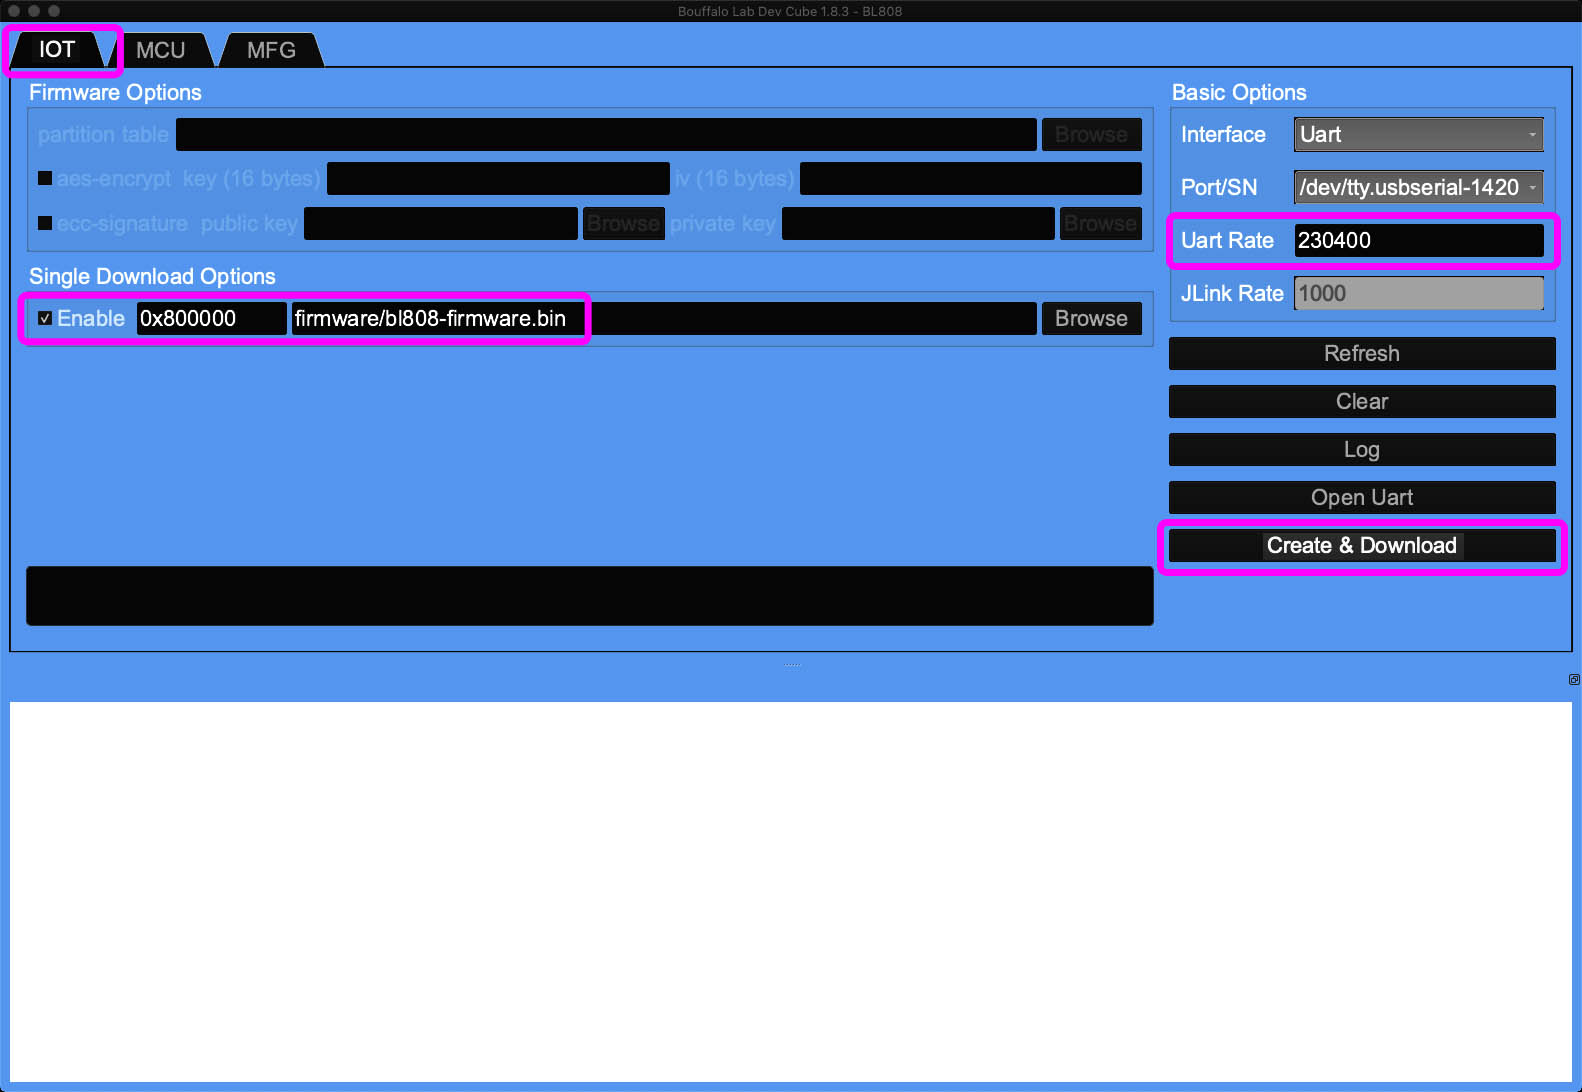 Bouffalo Lab Dev Cube 1.8.3 - BL808
IOT MCU MFG
Firmware Options
partition table Browse
aes-encrypt key (16 bytes) iv (16 bytes)
ecc-signature public key Browse private key Browse
Single Download Options
Enable 0x800000 firmware/bl808-firmware.bin Browse
Basic Options
Interface Uart
Port/SN /dev/tty.usbserial-1420
Uart Rate 230400
JLink Rate 1000
Refresh
Clear
Log
Open Uart
Create & Download